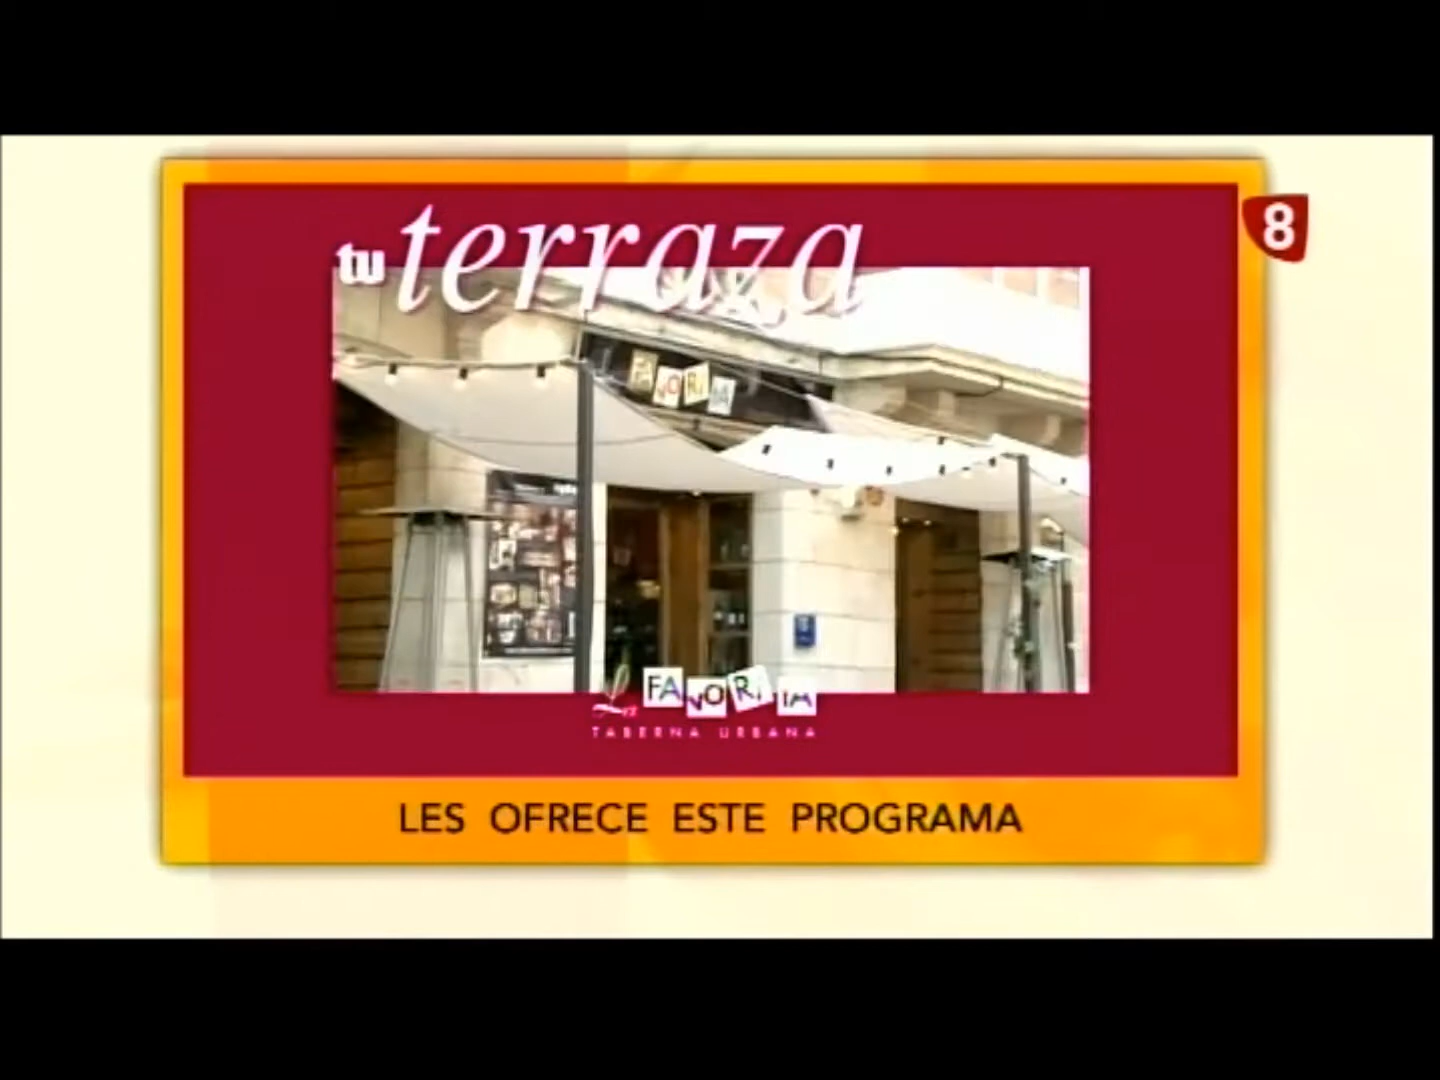 tu terraza
8
FAVORITA
La FAVORITA
TABERNA URBANA
LES OFRECE ESTE PROGRAMA